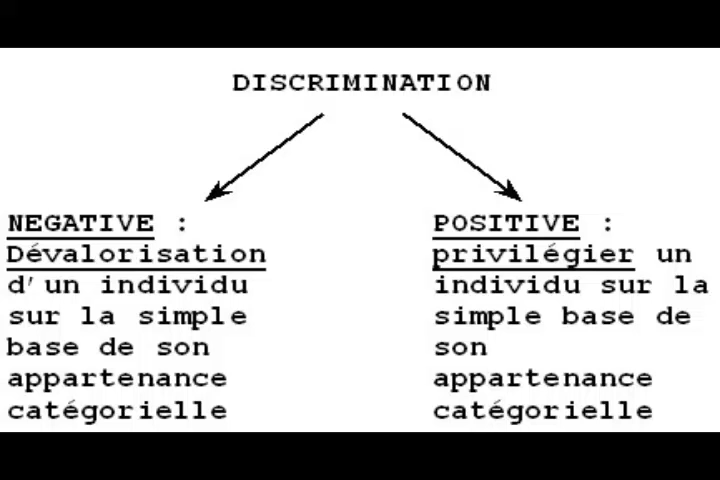 DISCRIMINATION
NEGATIVE :
Dévalorisation
d'un individu
sur la simple
base de son
appartenance
catégorielle
POSITIVE :
privilégier un
individu sur la
simple base de
son
appartenance
catégorielle